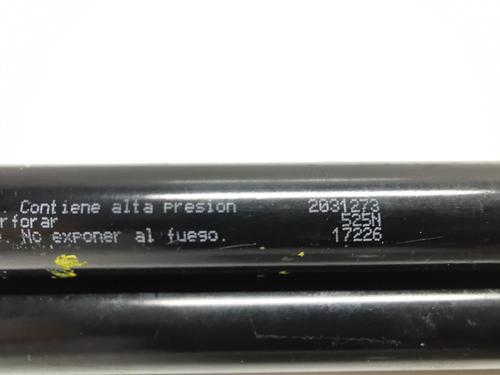 . Contiene alta presion 2031273
rforar 525N
. No exponer al fuego. 17226